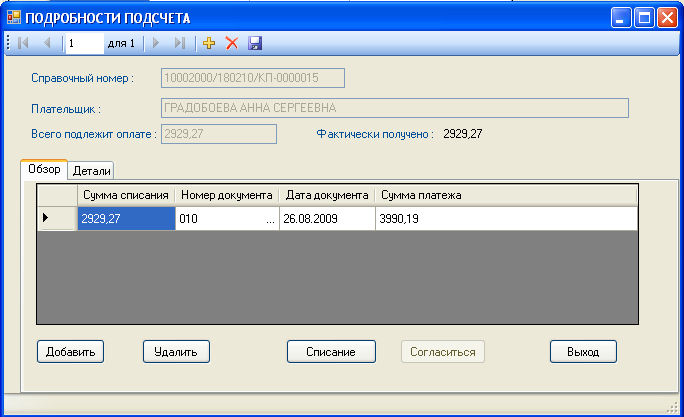 ПОДРОБНОСТИ ПОДСЧЕТА
1 для 1
Справочный номер : 10002000/180210/КП-0000015
Плательщик : ГРАДОБОЕВА АННА СЕРГЕЕВНА
Всего подлежит оплате : 2929,27 Фактически получено : 2929,27
Обзор Детали
Сумма списания Номер документа Дата документа Сумма платежа
2929,27 010 ... 26.08.2009 3990,19
Добавить Удалить Списание Согласиться Выход